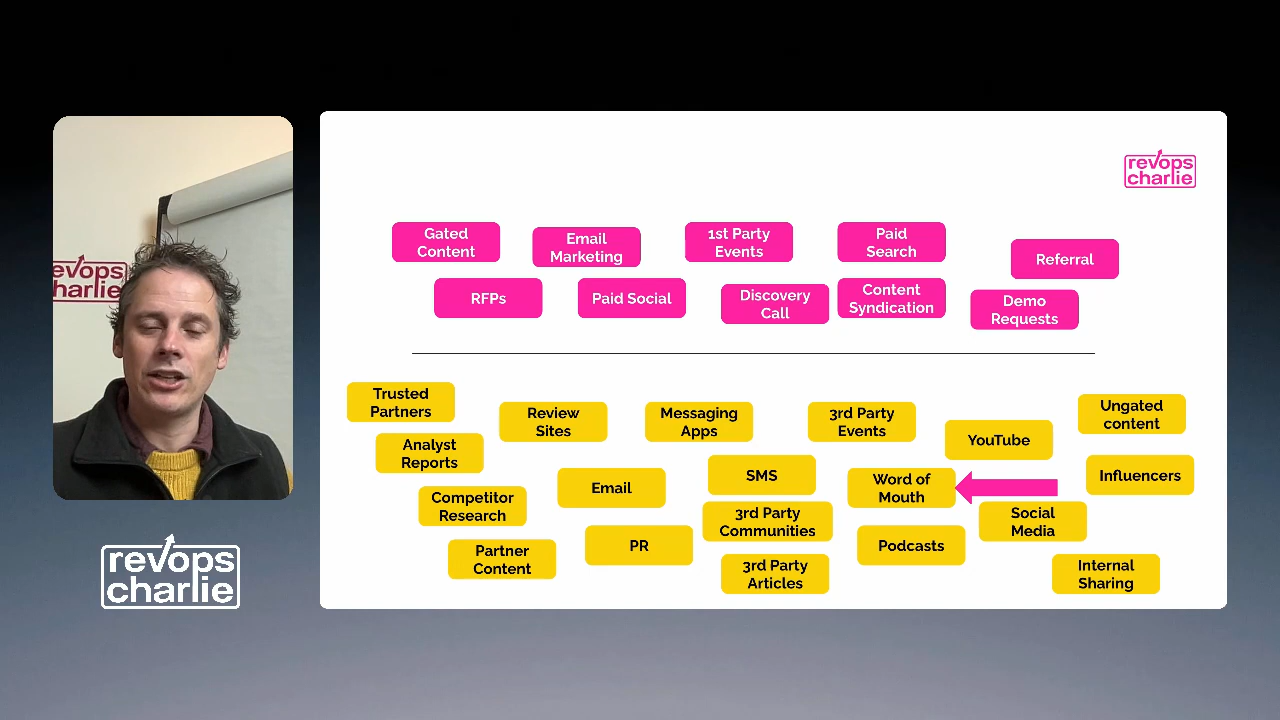 revops
charlie
Gated
Content
Email
Marketing
1st Party
Events
Paid
Search
Referral
RFPs
Paid Social
Discovery
Call
Content
Syndication
Demo
Requests
Trusted
Partners
Review
Sites
Messaging
Apps
3rd Party
Events
YouTube
Ungated
content
Analyst
Reports
Email
SMS
Word of
Mouth
Influencers
Competitor
Research
3rd Party
Communities
Social
Media
Partner
Content
PR
3rd Party
Articles
Podcasts
Internal
Sharing
revops
charlie
revops
charlie